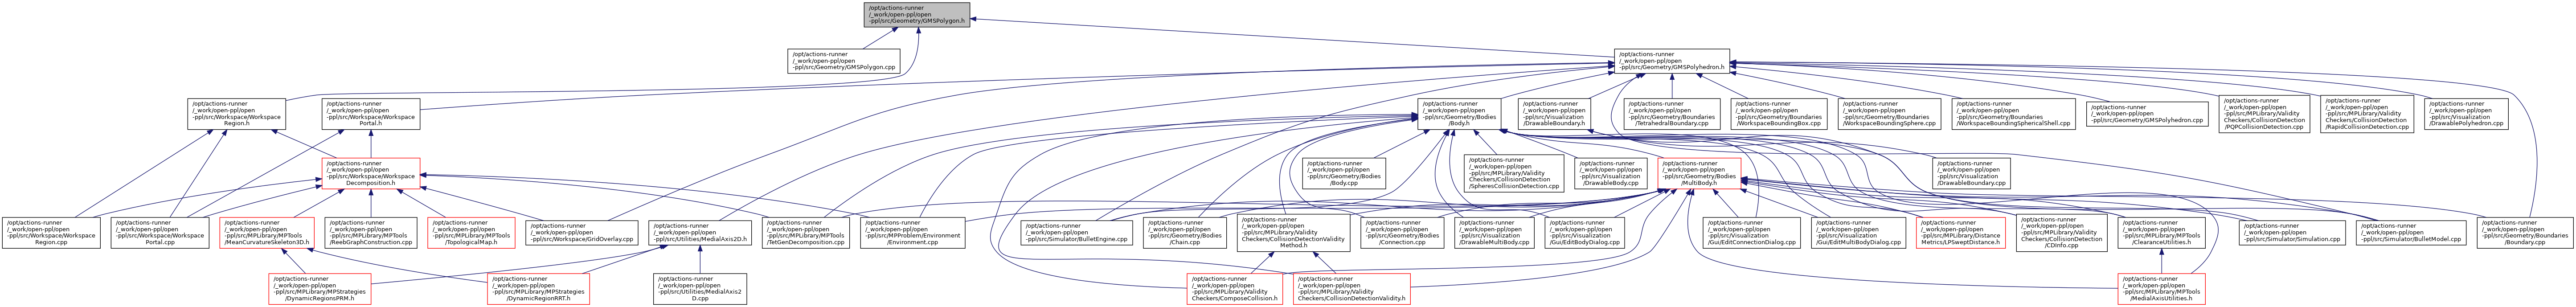 /opt/actions-runner
/_work/open-ppl/open
-ppl/src/Geometry/GMSPolygon.h
/opt/actions-runner
/_work/open-ppl/open
-ppl/src/Geometry/GMSPolygon.cpp
/opt/actions-runner
/_work/open-ppl/open
-ppl/src/Geometry/GMSPolyhedron.h
/opt/actions-runner
/_work/open-ppl/open
-ppl/src/Workspace/Workspace
Region.h
/opt/actions-runner
/_work/open-ppl/open
-ppl/src/Workspace/Workspace
Portal.h
/opt/actions-runner
/_work/open-ppl/open
-ppl/src/Geometry/Bodies
/Body.h
/opt/actions-runner
/_work/open-ppl/open
-ppl/src/Visualization
/DrawableBoundary.h
/opt/actions-runner
/_work/open-ppl/open
-ppl/src/Geometry/Boundaries
/TetrahedralBoundary.cpp
/opt/actions-runner
/_work/open-ppl/open
-ppl/src/Geometry/Boundaries
/WorkspaceBoundingBox.cpp
/opt/actions-runner
/_work/open-ppl/open
-ppl/src/Geometry/Boundaries
/WorkspaceBoundingSphere.cpp
/opt/actions-runner
/_work/open-ppl/open
-ppl/src/Geometry/Boundaries
/WorkspaceBoundingSphericalShell.cpp
/opt/actions-runner
/_work/open-ppl/open
-ppl/src/Geometry/GMSPolyhedron.cpp
/opt/actions-runner
/_work/open-ppl/open
-ppl/src/MPLibrary/Validity
Checkers/CollisionDetection
/PQPCollisionDetection.cpp
/opt/actions-runner
/_work/open-ppl/open
-ppl/src/MPLibrary/Validity
Checkers/CollisionDetection
/RapidCollisionDetection.cpp
/opt/actions-runner
/_work/open-ppl/open
-ppl/src/Visualization
/DrawablePolyhedron.cpp
/opt/actions-runner
/_work/open-ppl/open
-ppl/src/Workspace/Workspace
Decomposition.h
/opt/actions-runner
/_work/open-ppl/open
-ppl/src/Geometry/Bodies
/Body.cpp
/opt/actions-runner
/_work/open-ppl/open
-ppl/src/MPLibrary/Validity
Checkers/CollisionDetection
/SpheresCollisionDetection.cpp
/opt/actions-runner
/_work/open-ppl/open
-ppl/src/Visualization
/DrawableBody.cpp
/opt/actions-runner
/_work/open-ppl/open
-ppl/src/Geometry/Bodies
/MultiBody.h
/opt/actions-runner
/_work/open-ppl/open
-ppl/src/Visualization
/DrawableBoundary.cpp
/opt/actions-runner
/_work/open-ppl/open
-ppl/src/Workspace/Workspace
Region.cpp
/opt/actions-runner
/_work/open-ppl/open
-ppl/src/Workspace/Workspace
Portal.cpp
/opt/actions-runner
/_work/open-ppl/open
-ppl/src/MPLibrary/MPTools
/MeanCurvatureSkeleton3D.h
/opt/actions-runner
/_work/open-ppl/open
-ppl/src/MPLibrary/MPTools
/ReebGraphConstruction.cpp
/opt/actions-runner
/_work/open-ppl/open
-ppl/src/MPLibrary/MPTools
/TopologicalMap.h
/opt/actions-runner
/_work/open-ppl/open
-ppl/src/Workspace/GridOverlay.cpp
/opt/actions-runner
/_work/open-ppl/open
-ppl/src/Utilities/MedialAxis2D.h
/opt/actions-runner
/_work/open-ppl/open
-ppl/src/MPLibrary/MPTools
/TetGenDecomposition.cpp
/opt/actions-runner
/_work/open-ppl/open
-ppl/src/MPProblem/Environment
/Environment.cpp
/opt/actions-runner
/_work/open-ppl/open
-ppl/src/Simulator/BulletEngine.cpp
/opt/actions-runner
/_work/open-ppl/open
-ppl/src/Geometry/Bodies
/Chain.cpp
/opt/actions-runner
/_work/open-ppl/open
-ppl/src/MPLibrary/Validity
Checkers/CollisionDetectionValidity
Method.h
/opt/actions-runner
/_work/open-ppl/open
-ppl/src/Geometry/Bodies
/Connection.cpp
/opt/actions-runner
/_work/open-ppl/open
-ppl/src/Visualization
/DrawableMultiBody.cpp
/opt/actions-runner
/_work/open-ppl/open
-ppl/src/Visualization
/Gui/EditBodyDialog.cpp
/opt/actions-runner
/_work/open-ppl/open
-ppl/src/Visualization
/Gui/EditConnectionDialog.cpp
/opt/actions-runner
/_work/open-ppl/open
-ppl/src/Visualization
/Gui/EditMultiBodyDialog.cpp
/opt/actions-runner
/_work/open-ppl/open
-ppl/src/MPLibrary/Distance
Metrics/LPSweptDistance.h
/opt/actions-runner
/_work/open-ppl/open
-ppl/src/MPLibrary/Validity
Checkers/CollisionDetection
/CDInfo.cpp
/opt/actions-runner
/_work/open-ppl/open
-ppl/src/MPLibrary/MPTools
/ClearanceUtilities.h
/opt/actions-runner
/_work/open-ppl/open
-ppl/src/Simulator/Simulation.cpp
/opt/actions-runner
/_work/open-ppl/open
-ppl/src/Simulator/BulletModel.cpp
/opt/actions-runner
/_work/open-ppl/open
-ppl/src/Geometry/Boundaries
/Boundary.cpp
/opt/actions-runner
/_work/open-ppl/open
-ppl/src/MPLibrary/MPStrategies
/DynamicRegionsPRM.h
/opt/actions-runner
/_work/open-ppl/open
-ppl/src/MPLibrary/MPStrategies
/DynamicRegionRRT.h
/opt/actions-runner
/_work/open-ppl/open
-ppl/src/Utilities/MedialAxis2
D.cpp
/opt/actions-runner
/_work/open-ppl/open
-ppl/src/MPLibrary/Validity
Checkers/ComposeCollision.h
/opt/actions-runner
/_work/open-ppl/open
-ppl/src/MPLibrary/Validity
Checkers/CollisionDetectionValidity.h
/opt/actions-runner
/_work/open-ppl/open
-ppl/src/MPLibrary/MPTools
/MedialAxisUtilities.h